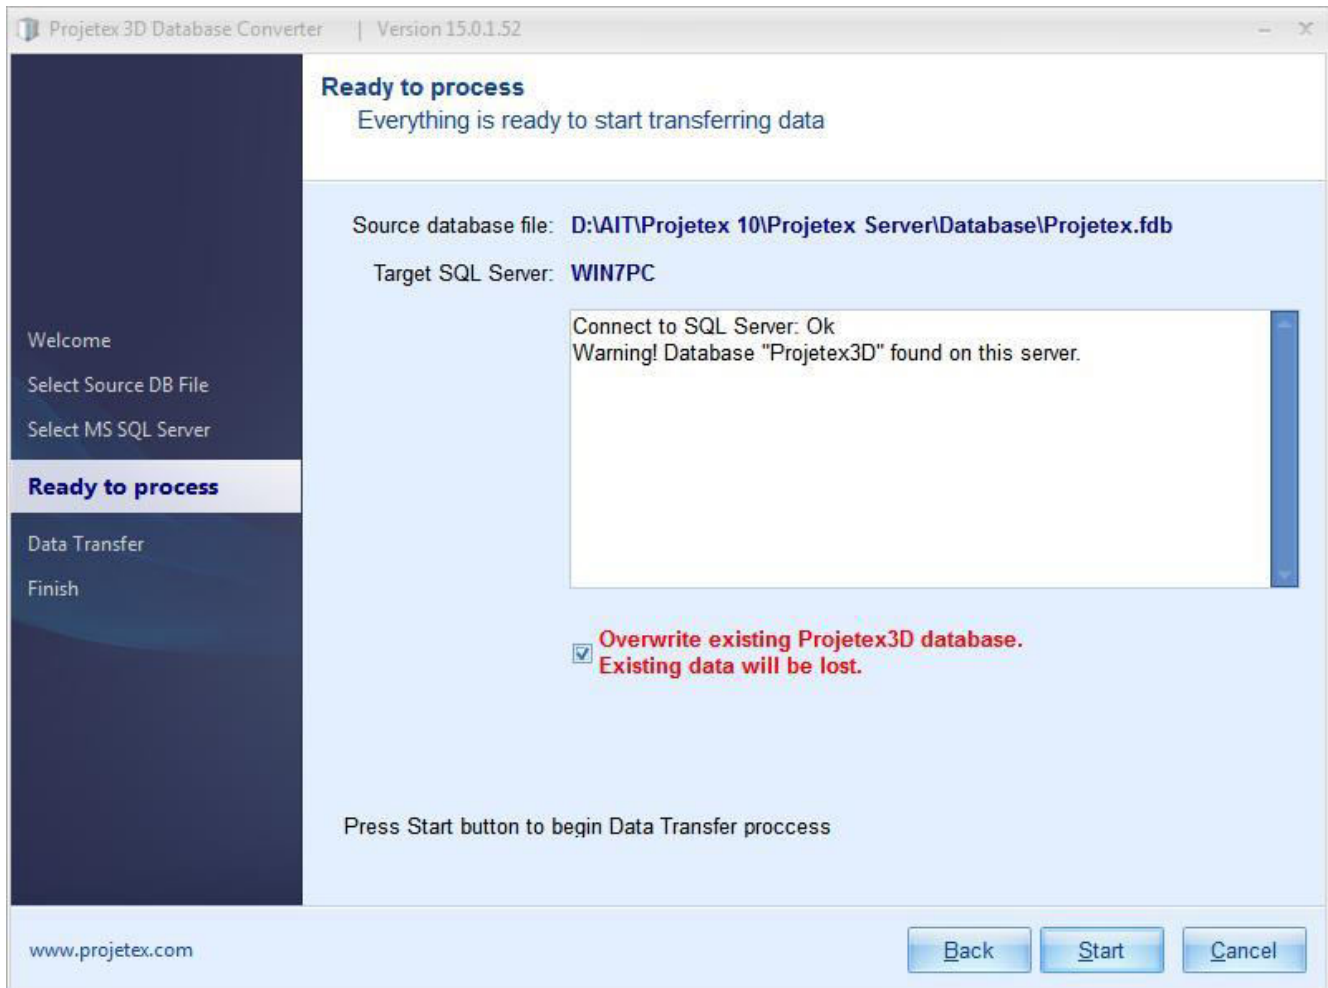 Projetex 3D Database Converter | Version 15.0.1.52
Ready to process
Everything is ready to start transferring data
Welcome
Select Source DB File
Select MS SQL Server
Ready to process
Data Transfer
Finish
Source database file: D:\AIT\Projetex 10\Projetex Server\Database\Projetex.fdb
Target SQL Server: WIN7PC
Connect to SQL Server: Ok
Warning! Database "Projetex3D" found on this server.
Overwrite existing Projetex3D database.
Existing data will be lost.
Press Start button to begin Data Transfer proccess
www.projetex.com
Back
Start
Cancel